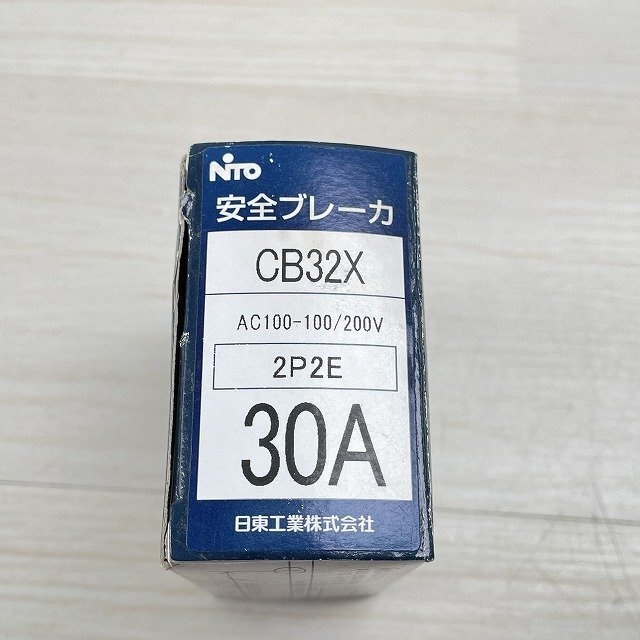 NITO
安全ブレーカ
CB32X
AC100-100/200V
2P2E
30A
日東工業株式会社